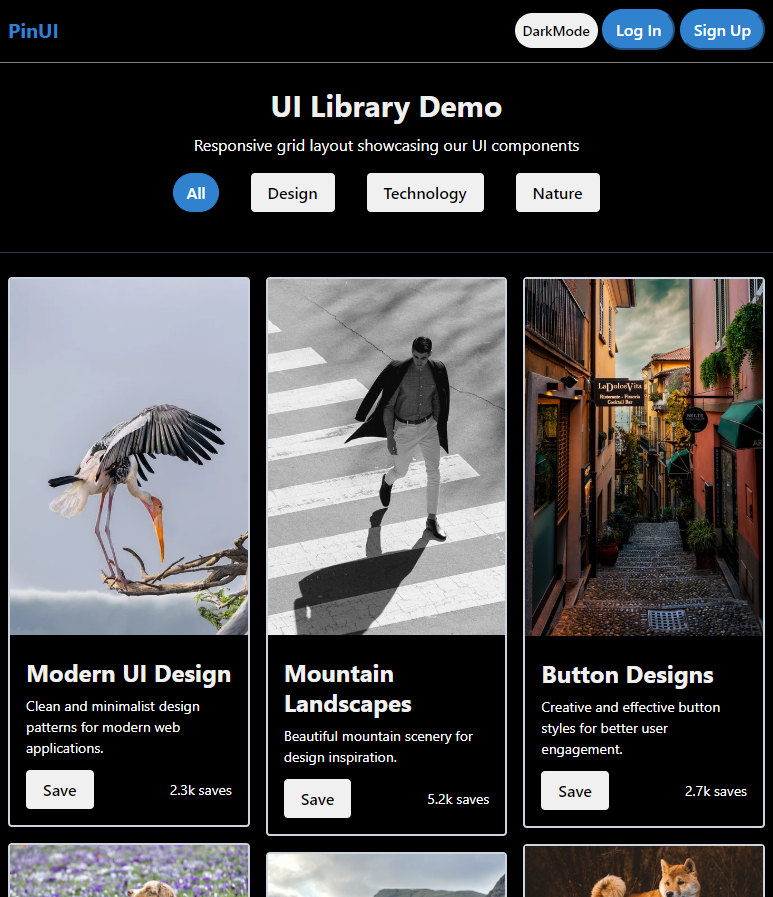 PinUI
DarkMode
Log In
Sign Up
UI Library Demo
Responsive grid layout showcasing our UI components
All
Design
Technology
Nature
LaDolceVita
Ristorante - Pizzeria
Cocktail Bar
Modern UI Design
Clean and minimalist design
patterns for modern web
applications.
Save
2.3k saves
Mountain
Landscapes
Beautiful mountain scenery for
design inspiration.
Save
5.2k saves
Button Designs
Creative and effective button
styles for better user
engagement.
Save
2.7k saves